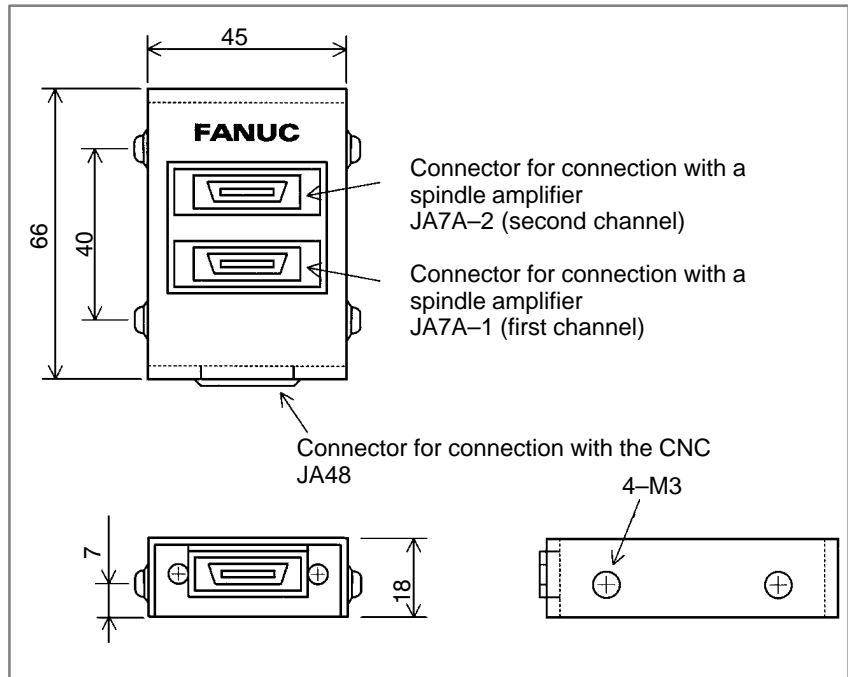 45
FANUC
Connector for connection with a
spindle amplifier
JA7A–2 (second channel)
66
40
Connector for connection with a
spindle amplifier
JA7A–1 (first channel)
Connector for connection with the CNC
JA48
4–M3
7
18